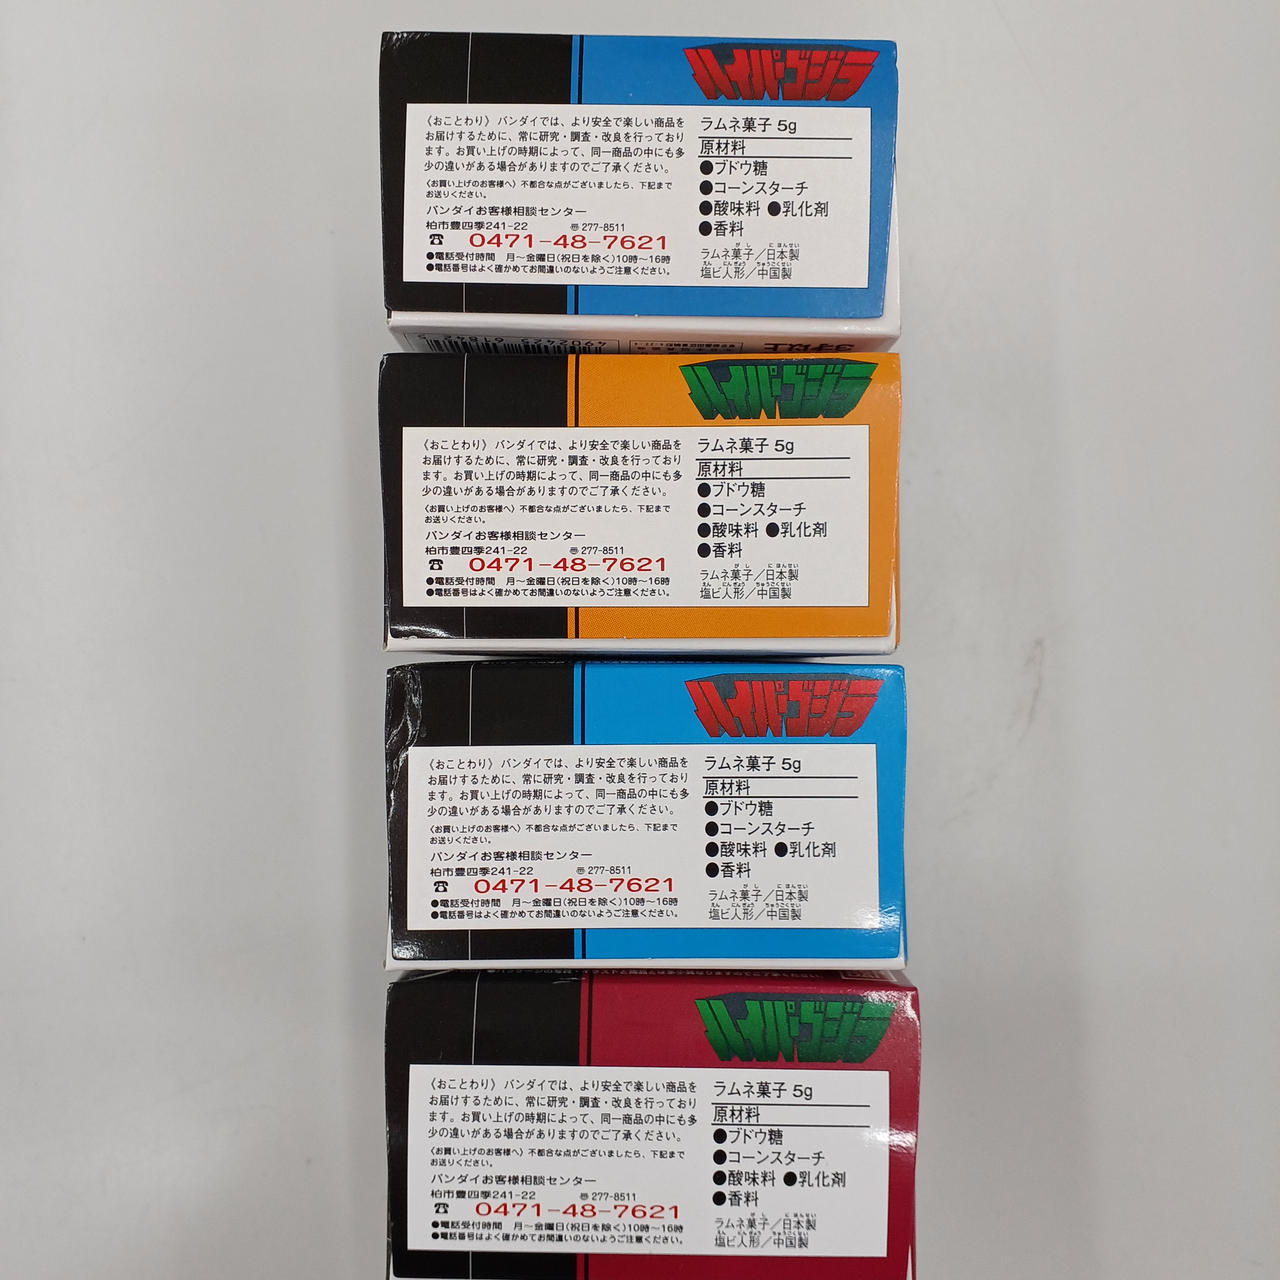 ハイパーゴジラ
〈おことわり〉バンダイでは、より安全で楽しい商品を
お届けするために、常に研究・調査・改良を行っており
ます。お買い上げの時期によって、同一商品の中にも多
少の違いがある場合がありますのでご了承ください。
〈お買い上げのお客様へ〉不都合な点がございましたら、下記まで
お送りください。
バンダイお客様相談センター
柏市豊四季241-22 〠277-8511
☎ 0471-48-7621
●電話受付時間 月〜金曜日(祝日を除く)10時〜16時
●電話番号はよく確かめてお間違いのないようご注意ください。
ラムネ菓子 5g
原材料
●ブドウ糖
●コーンスターチ
●酸味料 ●乳化剤
●香料
ラムネ菓子／日本製
塩ビ人形／中国製
3才以上
ハイパーゴジラ
〈おことわり〉バンダイでは、より安全で楽しい商品を
お届けするために、常に研究・調査・改良を行っており
ます。お買い上げの時期によって、同一商品の中にも多
少の違いがある場合がありますのでご了承ください。
〈お買い上げのお客様へ〉不都合な点がございましたら、下記まで
お送りください。
バンダイお客様相談センター
柏市豊四季241-22 〠277-8511
☎ 0471-48-7621
●電話受付時間 月〜金曜日(祝日を除く)10時〜16時
●電話番号はよく確かめてお間違いのないようご注意ください。
ラムネ菓子 5g
原材料
●ブドウ糖
●コーンスターチ
●酸味料 ●乳化剤
●香料
ラムネ菓子／日本製
塩ビ人形／中国製
ハイパーゴジラ
〈おことわり〉バンダイでは、より安全で楽しい商品を
お届けするために、常に研究・調査・改良を行っており
ます。お買い上げの時期によって、同一商品の中にも多
少の違いがある場合がありますのでご了承ください。
〈お買い上げのお客様へ〉不都合な点がございましたら、下記まで
お送りください。
バンダイお客様相談センター
柏市豊四季241-22 〠277-8511
☎ 0471-48-7621
●電話受付時間 月〜金曜日(祝日を除く)10時〜16時
●電話番号はよく確かめてお間違いのないようご注意ください。
ラムネ菓子 5g
原材料
●ブドウ糖
●コーンスターチ
●酸味料 ●乳化剤
●香料
ラムネ菓子／日本製
塩ビ人形／中国製
●パッケージの写真・イラストと商品とは多少異なりますのでご了承ください。
ハイパーゴジラ
〈おことわり〉バンダイでは、より安全で楽しい商品を
お届けするために、常に研究・調査・改良を行っており
ます。お買い上げの時期によって、同一商品の中にも多
少の違いがある場合がありますのでご了承ください。
〈お買い上げのお客様へ〉不都合な点がございましたら、下記まで
お送りください。
バンダイお客様相談センター
柏市豊四季241-22 〠277-8511
☎ 0471-48-7621
●電話受付時間 月〜金曜日(祝日を除く)10時〜16時
●電話番号はよく確かめてお間違いのないようご注意ください。
ラムネ菓子 5g
原材料
●ブドウ糖
●コーンスターチ
●酸味料 ●乳化剤
●香料
ラムネ菓子／日本製
塩ビ人形／中国製